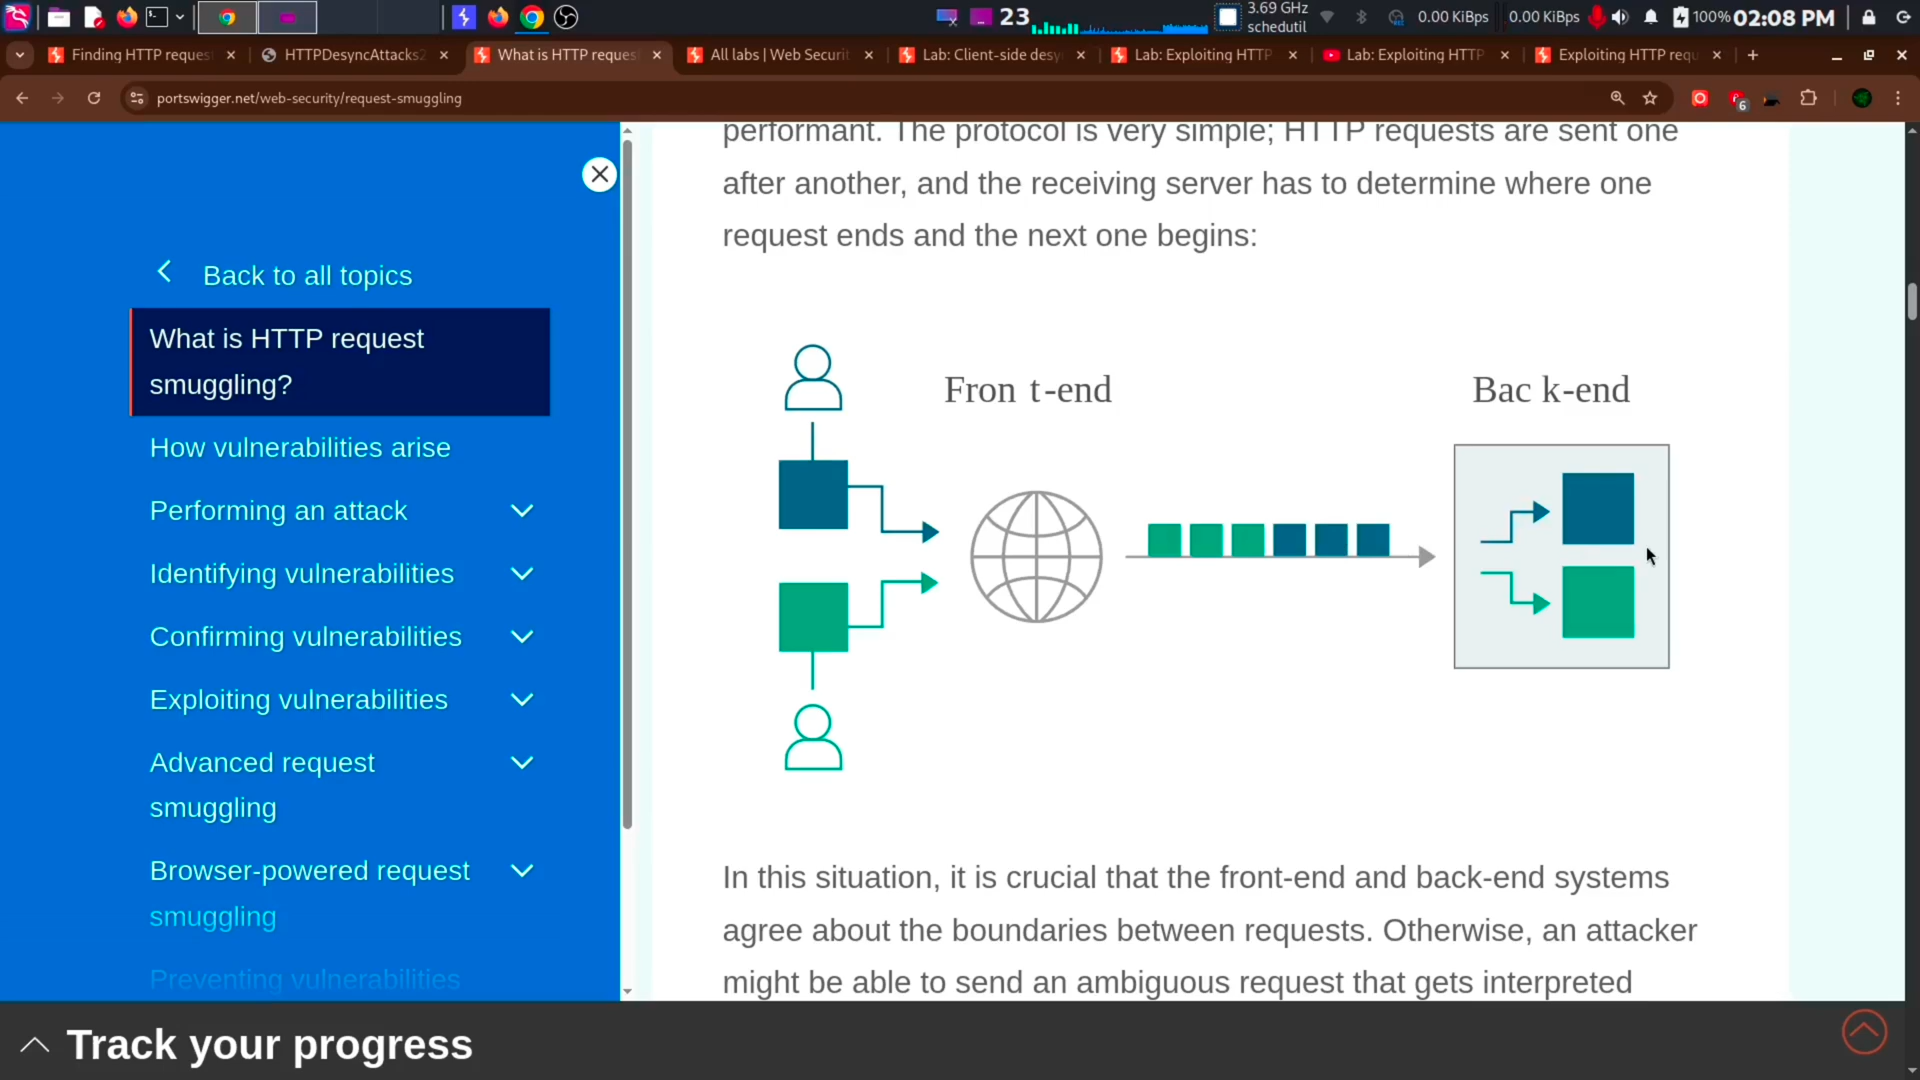 23
3.69 GHz
schedutil
0.00 KiBps
0.00 KiBps
100%
02:08 PM
Finding HTTP reques
HTTPDesyncAttacks
What is HTTP reques
All labs | Web Securit
Lab: Client-side desy
Lab: Exploiting HTTP
Lab: Exploiting HTTP
Exploiting HTTP requ
portswigger.net/web-security/request-smuggling
6
Back to all topics
What is HTTP request
smuggling?
How vulnerabilities arise
Performing an attack
Identifying vulnerabilities
Confirming vulnerabilities
Exploiting vulnerabilities
Advanced request
smuggling
Browser-powered request
smuggling
Preventing vulnerabilities
performant. The protocol is very simple; HTTP requests are sent one
after another, and the receiving server has to determine where one
request ends and the next one begins:
Fron t-end
Bac k-end
In this situation, it is crucial that the front-end and back-end systems
agree about the boundaries between requests. Otherwise, an attacker
might be able to send an ambiguous request that gets interpreted
Track your progress